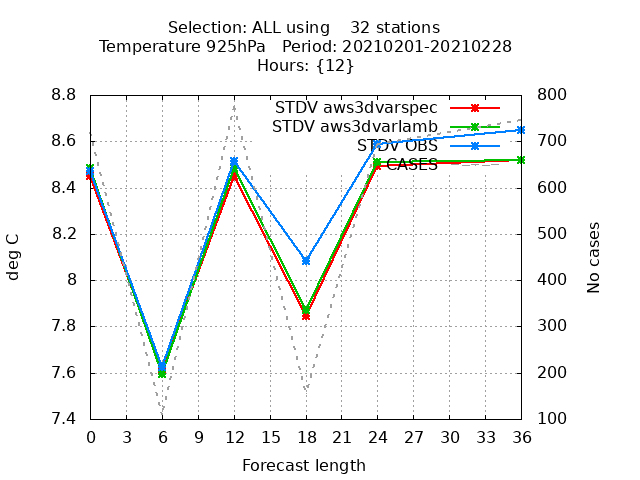 Selection: ALL using    32 stations
Temperature 925hPa   Period: 20210201-20210228
Hours: {12}
8.8
8.6
8.4
8.2
8
7.8
7.6
7.4
deg C
STDV aws3dvarspec
STDV aws3dvarlamb
STDV OBS
CASES
800
700
600
500
400
300
200
100
No cases
0 3 6 9 12 15 18 21 24 27 30 33 36
Forecast length